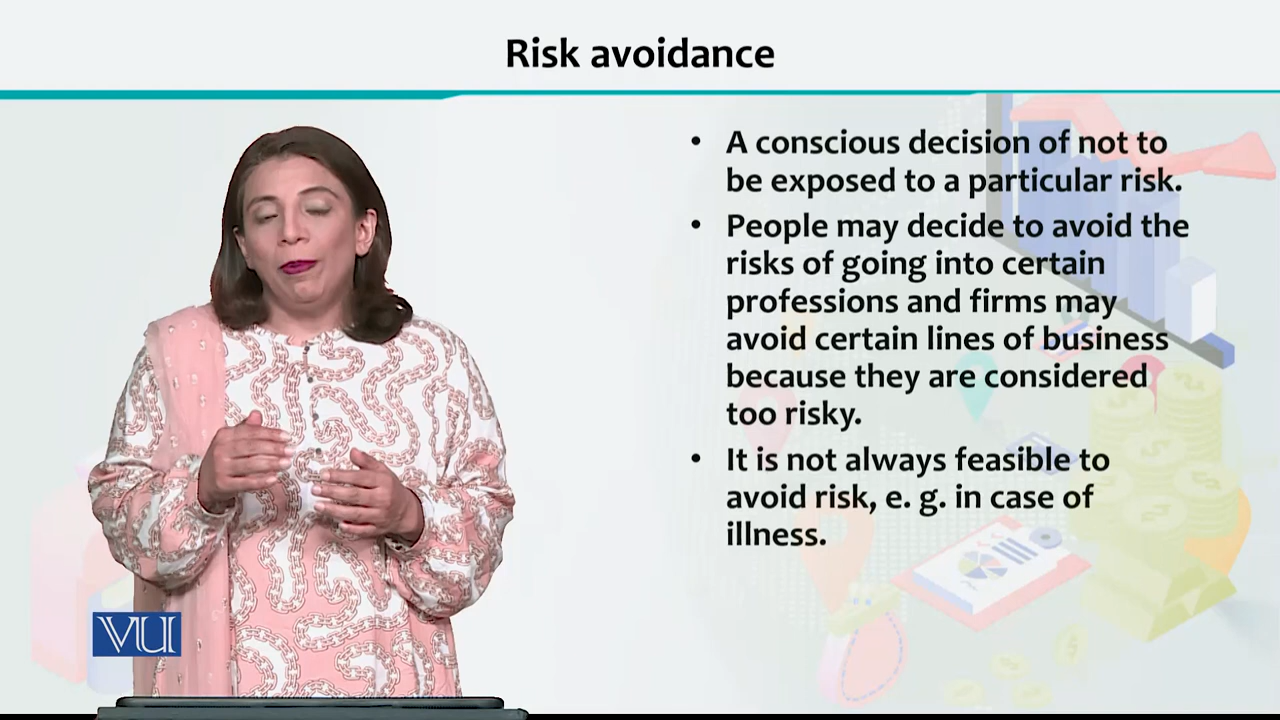 Risk avoidance
• A conscious decision of not to
be exposed to a particular risk.
• People may decide to avoid the
risks of going into certain
professions and firms may
avoid certain lines of business
because they are considered
too risky.
• It is not always feasible to
avoid risk, e. g. in case of
illness.
VU